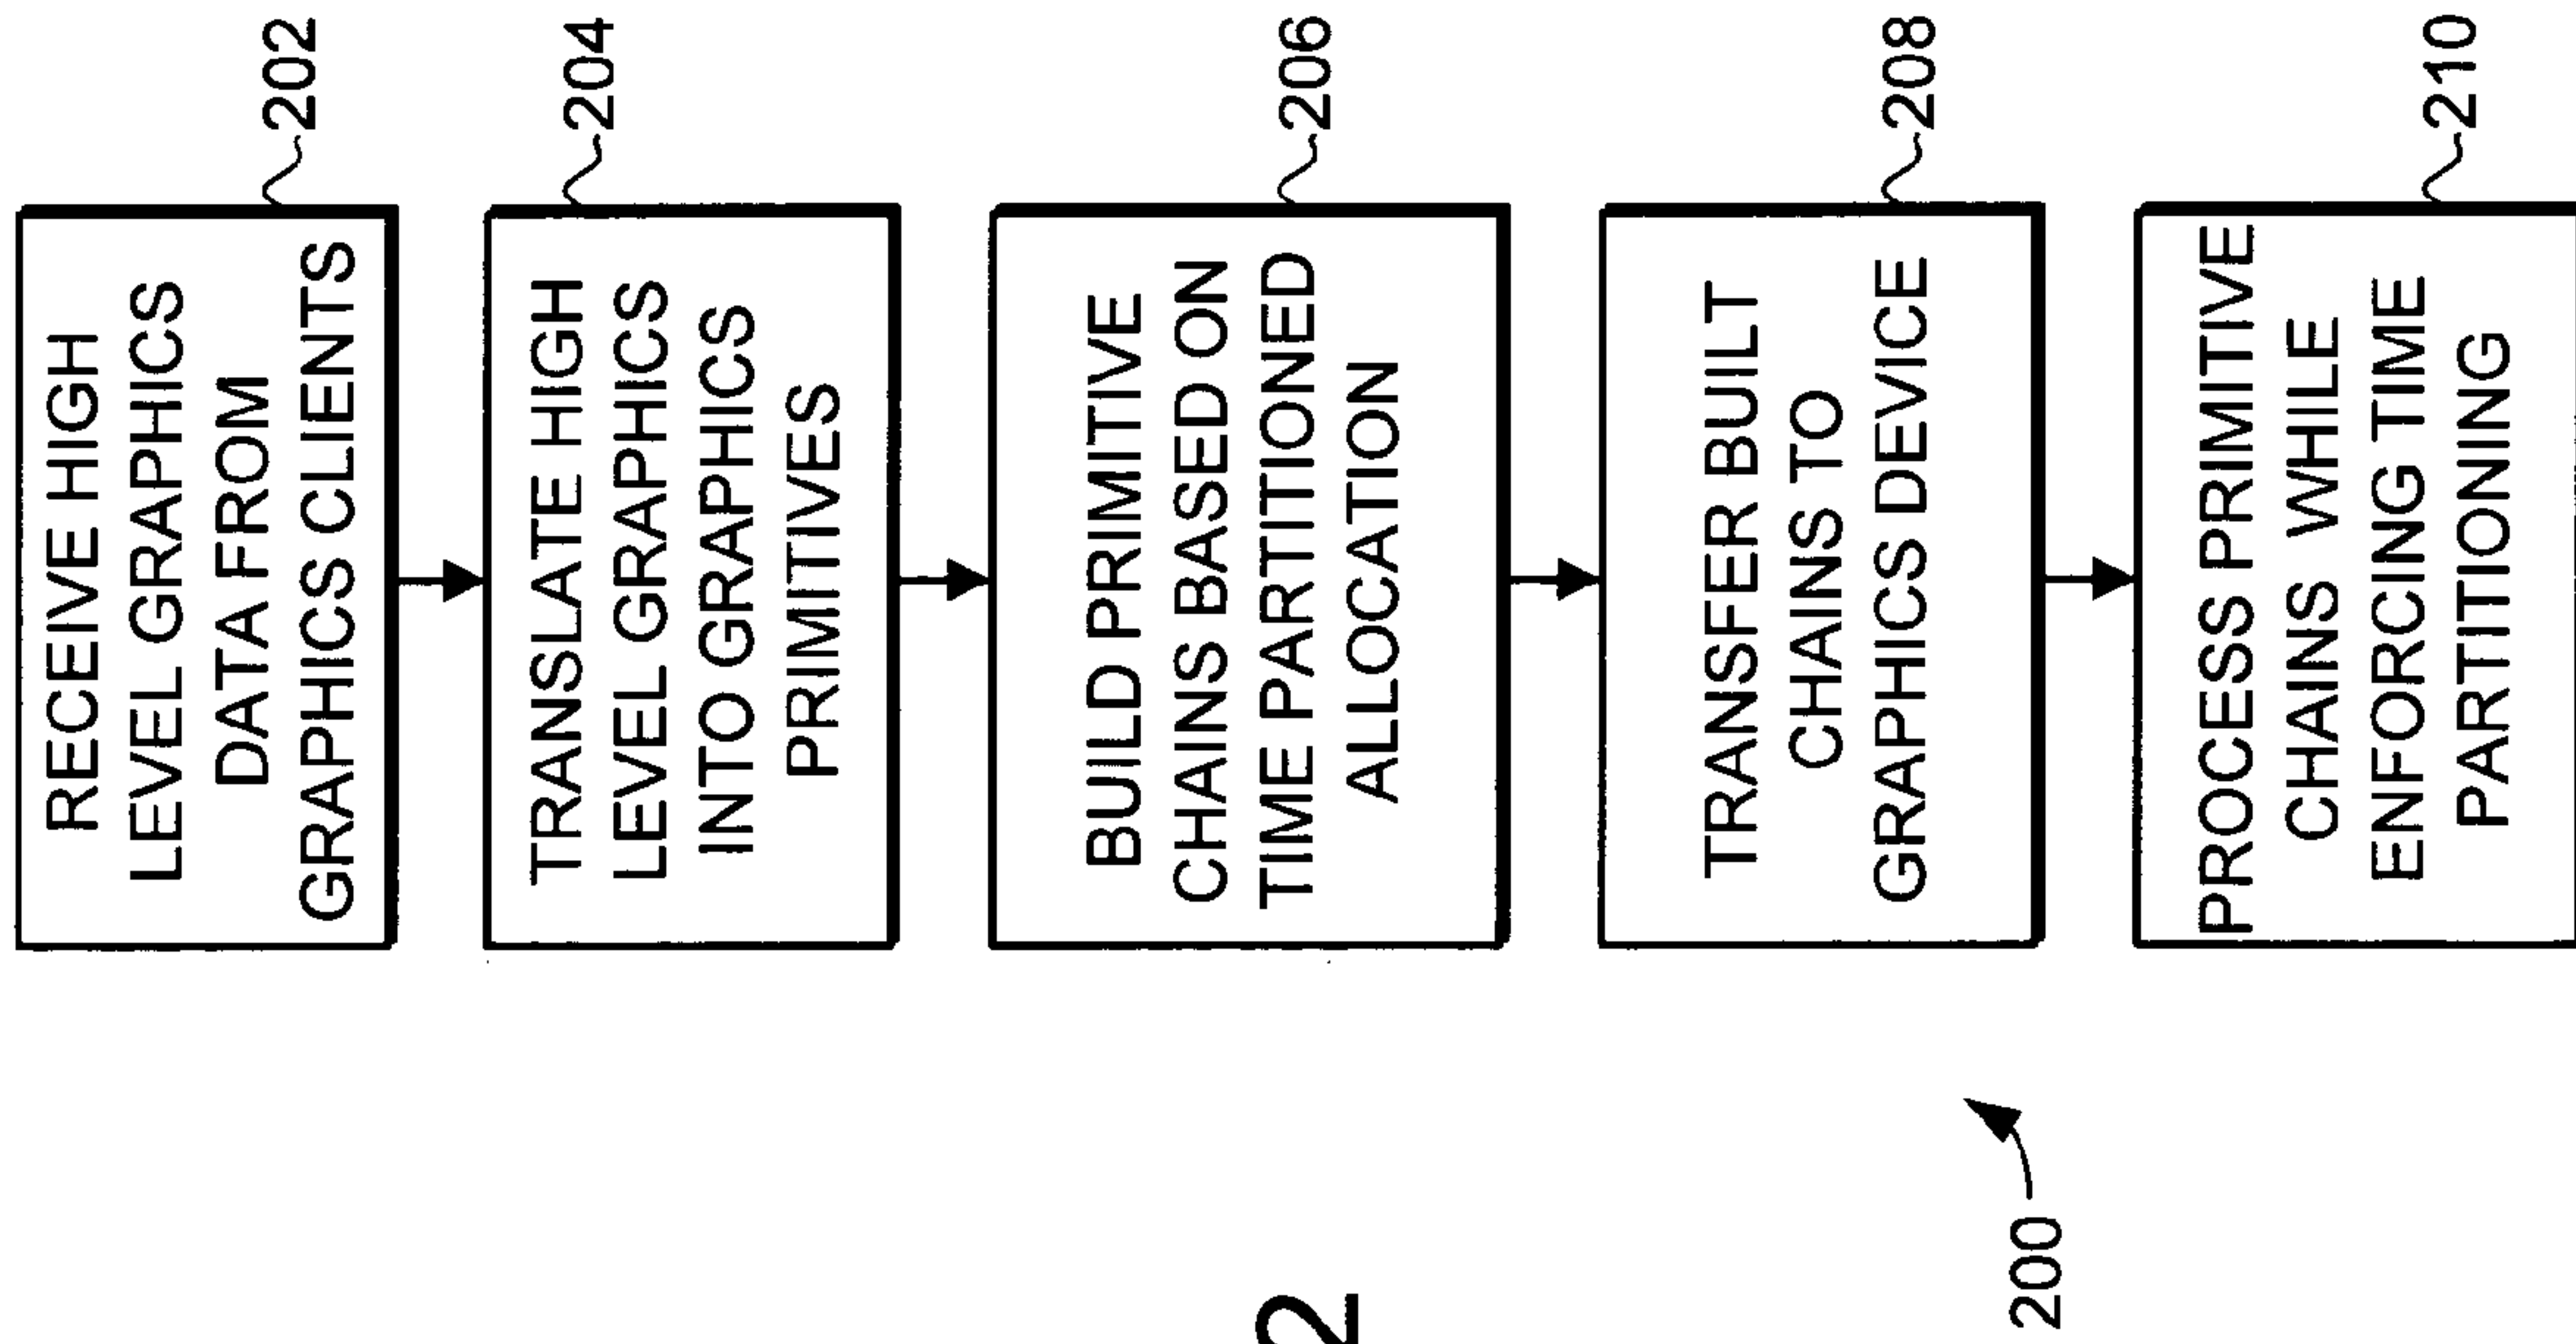 RECEIVE HIGH
LEVEL GRAPHICS
DATA FROM
GRAPHICS CLIENTS
202
TRANSLATE HIGH
LEVEL GRAPHICS
INTO GRAPHICS
PRIMITIVES
204
BUILD PRIMITIVE
CHAINS BASED ON
TIME PARTITIONED
ALLOCATION
206
TRANSFER BUILT
CHAINS TO
GRAPHICS DEVICE
208
PROCESS PRIMITIVE
CHAINS WHILE
ENFORCING TIME
PARTITIONING
210
200
2